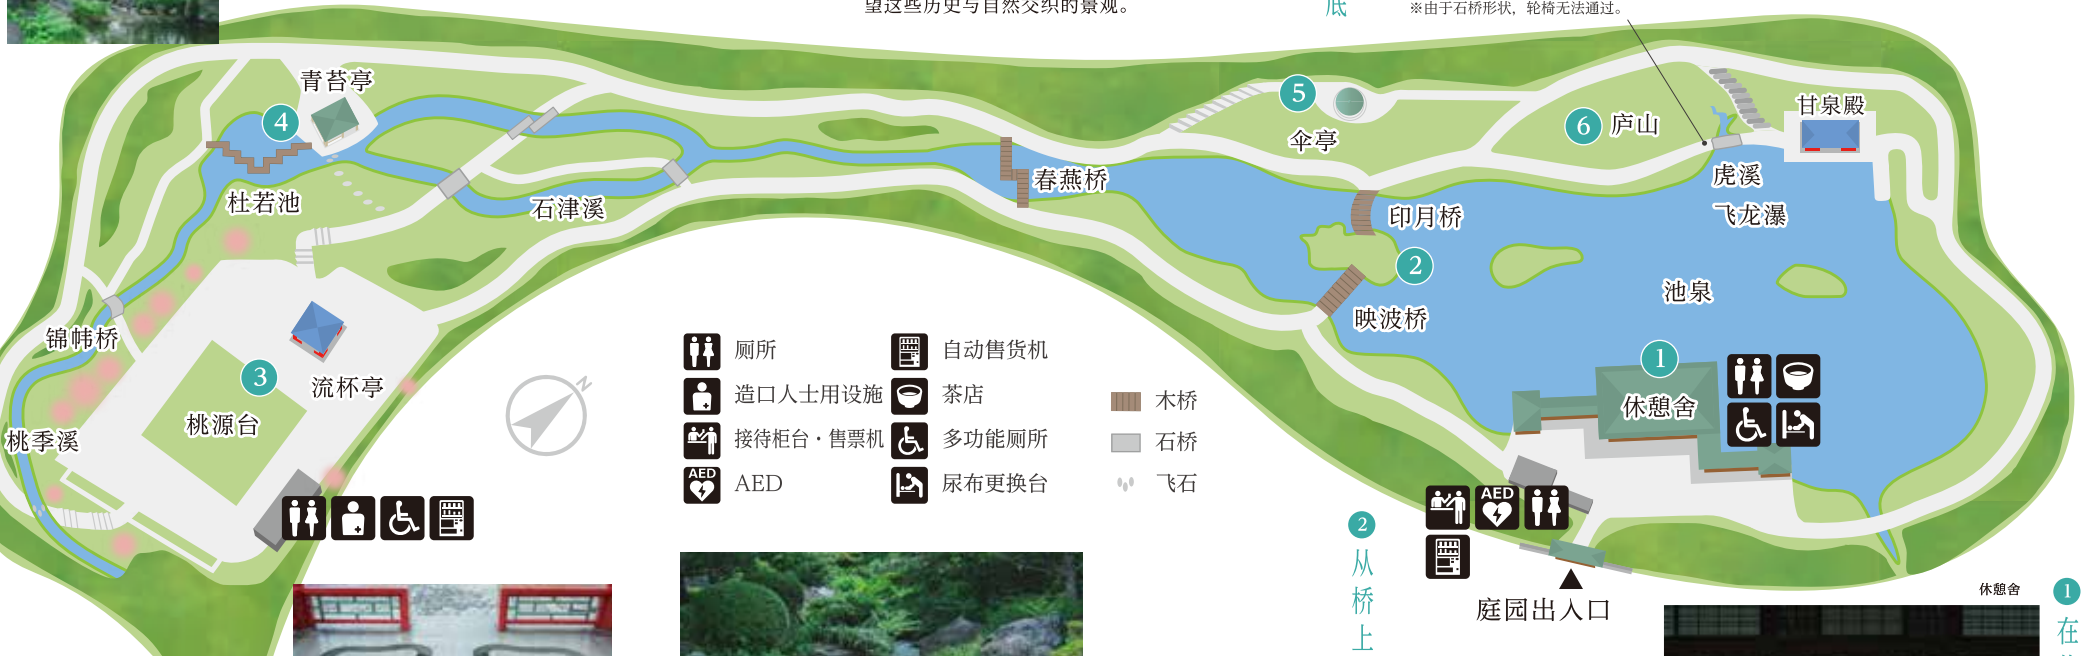 望这些历史与自然交织的景观。
底
※由于石桥形状，轮椅无法通过。
青苔亭
4
杜若池
石津溪
春燕桥
5
伞亭
6
庐山
甘泉殿
虎溪
飞龙瀑
印月桥
2
映波桥
池泉
锦帏桥
3
流杯亭
桃源台
桃季溪
N
1
休憩舍
厕所
造口人士用设施
接待柜台・售票机
AED
AED
自动售货机
茶店
多功能厕所
尿布更换台
木桥
石桥
飞石
AED
庭园出入口
2
从桥上
休憩舍
1
在